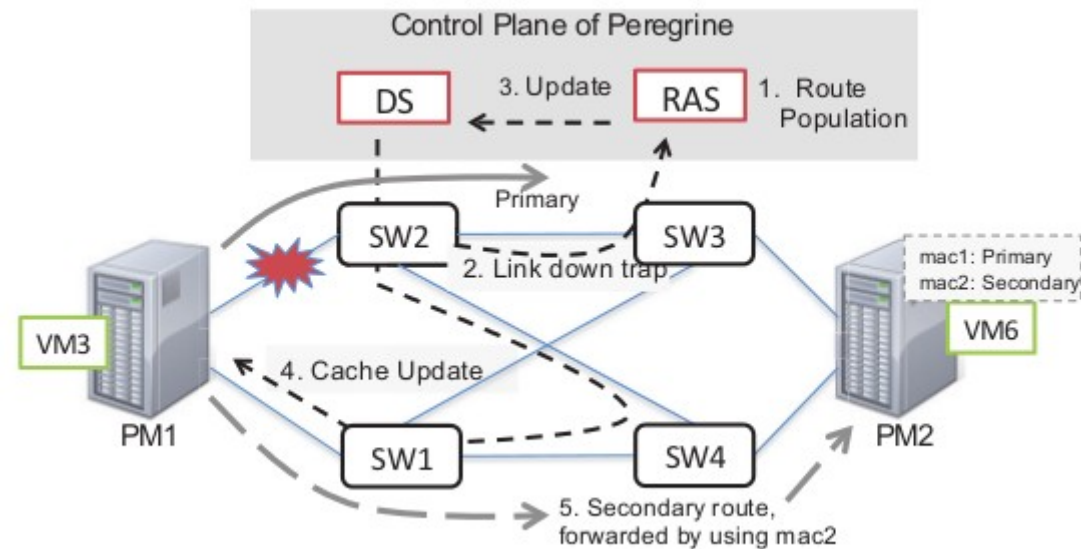 Control Plane of Peregrine
DS
3. Update
RAS
1. Route
Population
Primary
SW2
SW3
2. Link down trap
mac1: Primary
mac2: Secondary
VM3
VM6
4. Cache Update
PM1
PM2
SW1
SW4
5. Secondary route,
forwarded by using mac2